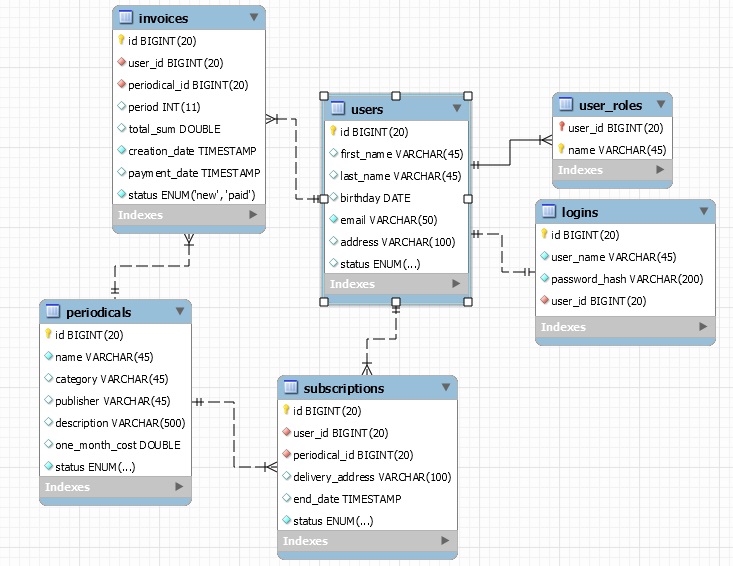 invoices
id BIGINT(20)
user_id BIGINT(20)
periodical_id BIGINT(20)
period INT(11)
total_sum DOUBLE
creation_date TIMESTAMP
payment_date TIMESTAMP
status ENUM('new','paid')
Indexes
users
id BIGINT(20)
first_name VARCHAR(45)
last_name VARCHAR(45)
birthday DATE
email VARCHAR(50)
address VARCHAR(100)
status ENUM(...)
Indexes
user_roles
user_id BIGINT(20)
name VARCHAR(45)
Indexes
logins
id BIGINT(20)
user_name VARCHAR(45)
password_hash VARCHAR(200)
user_id BIGINT(20)
Indexes
periodicals
id BIGINT(20)
name VARCHAR(45)
category VARCHAR(45)
publisher VARCHAR(45)
description VARCHAR(500)
one_month_cost DOUBLE
status ENUM(...)
Indexes
subscriptions
id BIGINT(20)
user_id BIGINT(20)
periodical_id BIGINT(20)
delivery_address VARCHAR(100)
end_date TIMESTAMP
status ENUM(...)
Indexes